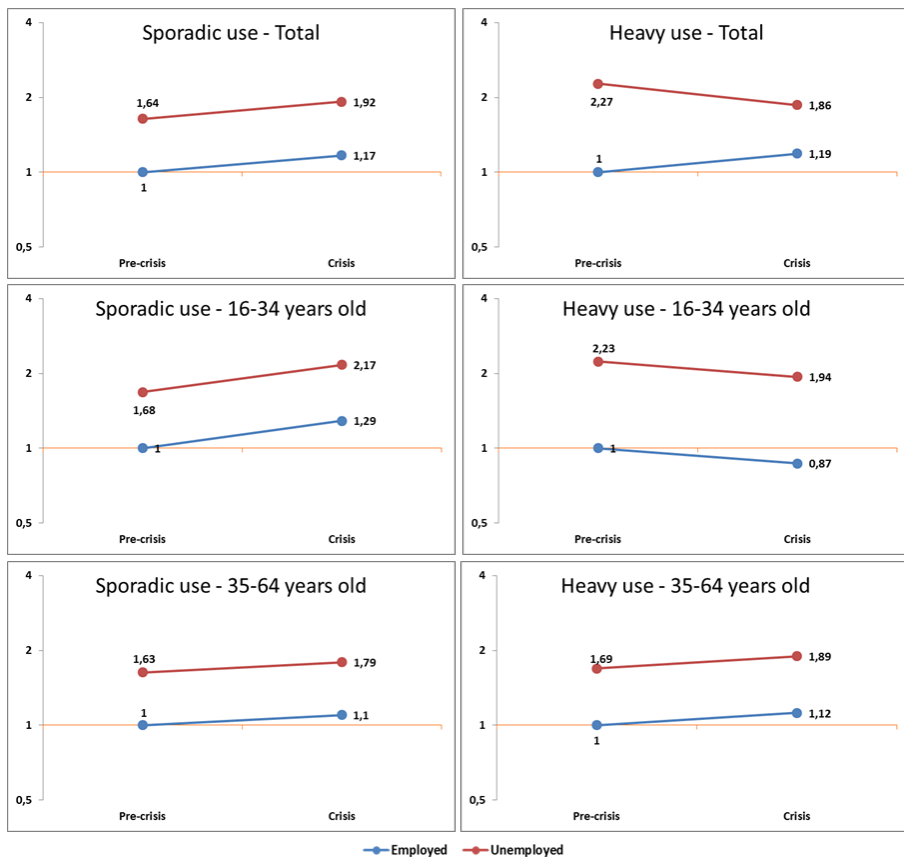 Sporadic use - Total
4
2
1
0,5
1,64
1,92
1
1,17
Pre-crisis
Crisis
Heavy use - Total
4
2
1
0,5
2,27
1,86
1
1,19
Pre-crisis
Crisis
Sporadic use - 16-34 years old
4
2
1
0,5
1,68
2,17
1
1,29
Pre-crisis
Crisis
Heavy use - 16-34 years old
4
2
1
0,5
2,23
1,94
1
0,87
Pre-crisis
Crisis
Sporadic use - 35-64 years old
4
2
1
0,5
1,63
1,79
1
1,1
Pre-crisis
Crisis
Heavy use - 35-64 years old
4
2
1
0,5
1,69
1,89
1
1,12
Pre-crisis
Crisis
Employed
Unemployed